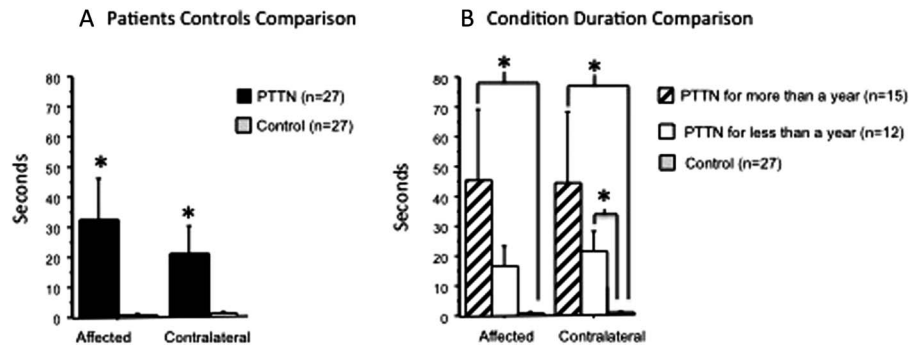 A Patients Controls Comparison
Seconds
80
70
60
50
40
30
20
10
0
PTTN (n=27)
Control (n=27)
*
*
Affected
Contralateral
B Condition Duration Comparison
Seconds
80
70
60
50
40
30
20
10
0
*
*
*
PTTN for more than a year (n=15)
PTTN for less than a year (n=12)
Control (n=27)
Affected
Contralateral